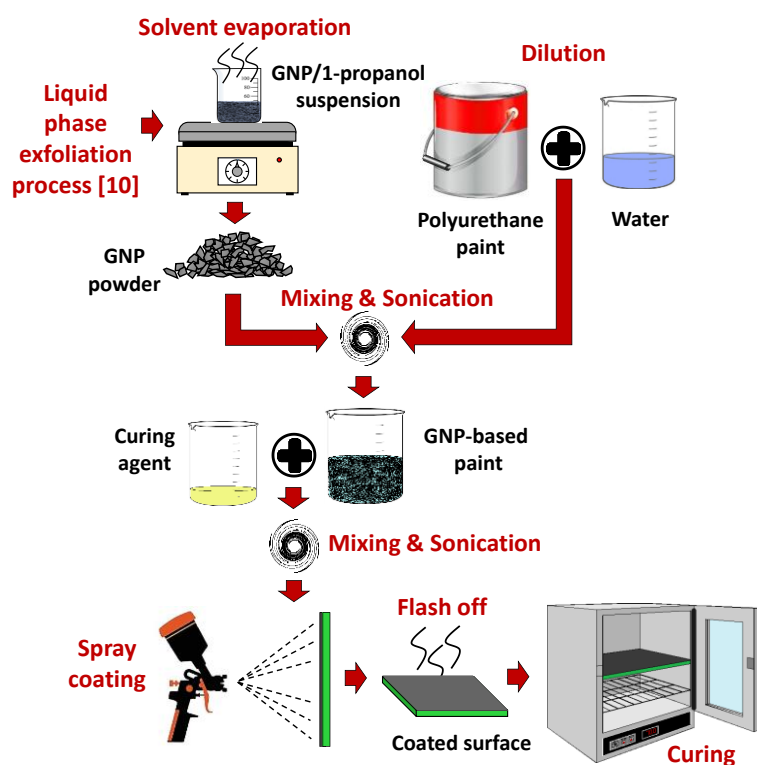 Solvent evaporation
GNP/1-propanol
suspension
Dilution
Liquid
phase
exfoliation
process [10]
Polyurethane
paint
Water
GNP
powder
Mixing & Sonication
Curing
agent
GNP-based
paint
Mixing & Sonication
Spray
coating
Flash off
Coated surface
Curing